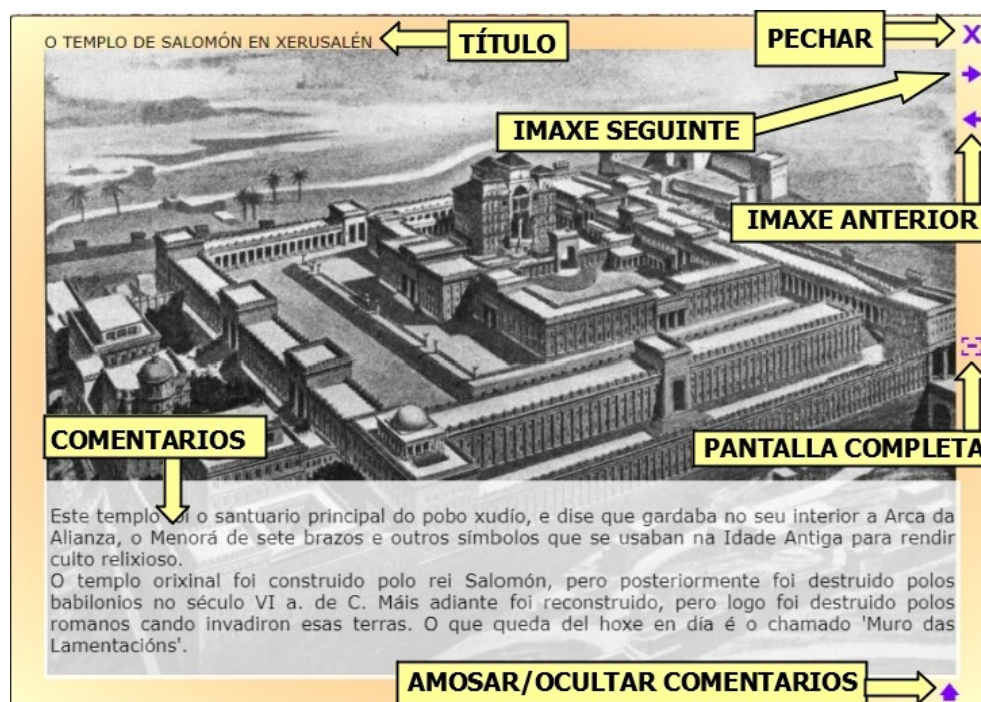 O TEMPLO DE SALOMÓN EN XERUSALÉN
TÍTULO
PECHAR
X
IMAXE SEGUINTE
IMAXE ANTERIOR
COMENTARIOS
PANTALLA COMPLETA
Este templo foi o santuario principal do pobo xudío, e dise que gardaba no seu interior a Arca da
Alianza, o Menorá de sete brazos e outros símbolos que se usaban na Idade Antiga para rendir
culto relixioso.
O templo orixinal foi construido polo rei Salomón, pero posteriormente foi destruido polos
babilonios no século VI a. de C. Máis adiante foi reconstruido, pero logo foi destruido polos
romanos cando invadiron esas terras. O que queda del hoxe en día é o chamado 'Muro das
Lamentacións'.
AMOSAR/OCULTAR COMENTARIOS